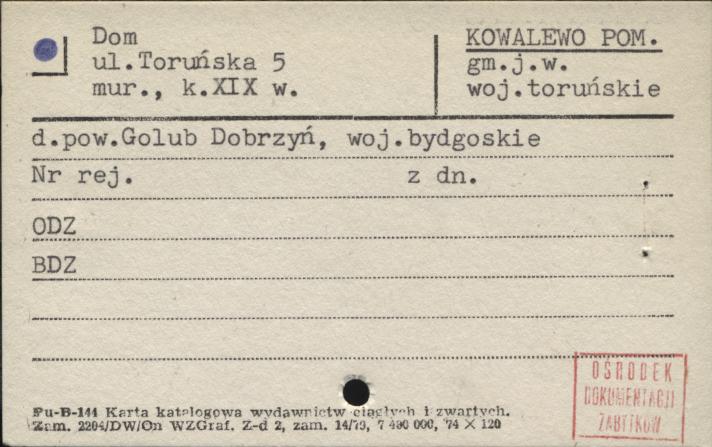 Dom
ul.Toruńska 5
mur., k.XIX w.
KOWALEWO POM.
gm.j.w.
woj.toruńskie
d.pow.Golub Dobrzyń, woj.bydgoskie
Nr rej. z dn.
ODZ
BDZ
Pu-B-144 Karta katalogowa wydawnictw ciągłych i zwartych.
Zam. 2204/DW/On WZGraf. Z-d 2, zam. 14/79, 7 400 000, 74 × 120
OŚRODEK
DOKUMENTACJI
ZABYTKÓW